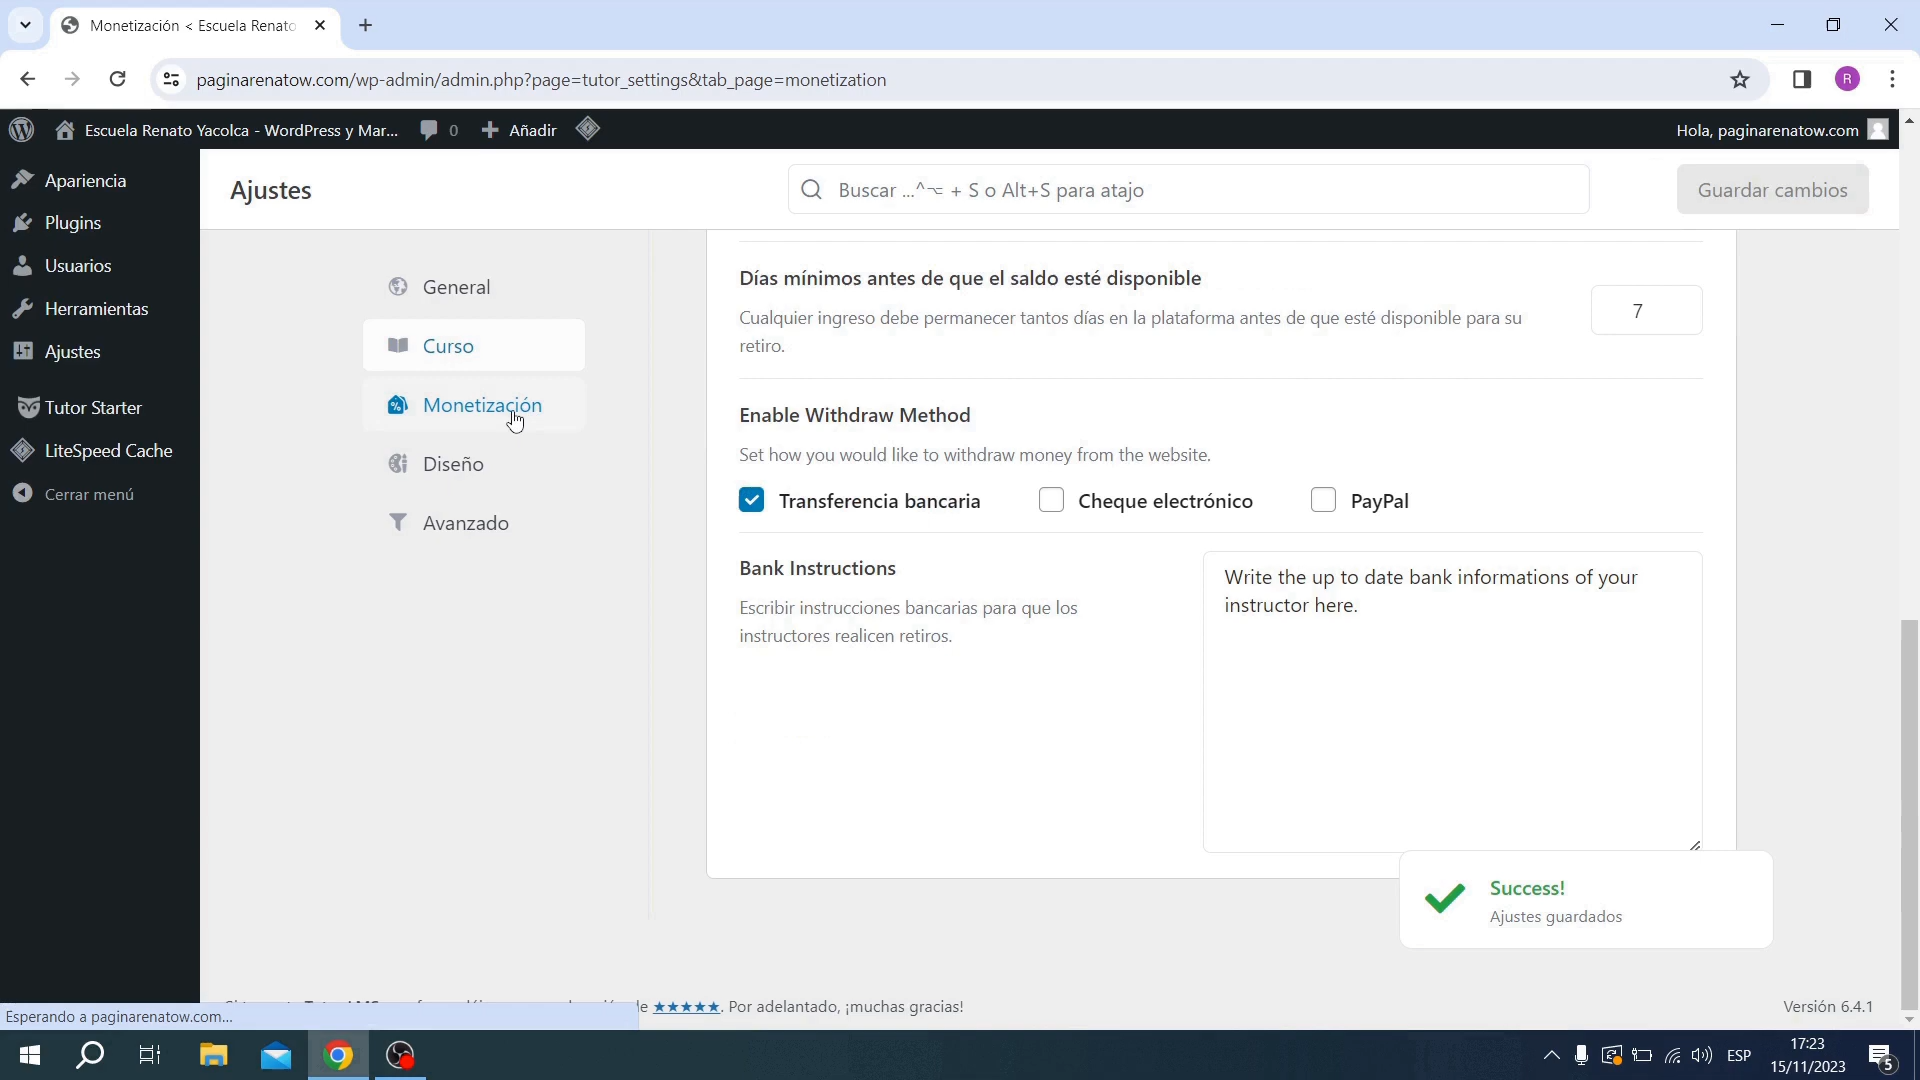 Monetización < Escuela Renato
paginarenatow.com/wp-admin/admin.php?page=tutor_settings&tab_page=monetization
R
Escuela Renato Yacolca - WordPress y Mar...
0
Añadir
Hola, paginarenatow.com
Apariencia
Plugins
Usuarios
Herramientas
Ajustes
Tutor Starter
LiteSpeed Cache
Cerrar menú
Ajustes
Buscar ...^⌥ + S o Alt+S para atajo
Guardar cambios
General
Curso
Monetización
Diseño
Avanzado
Días mínimos antes de que el saldo esté disponible
Cualquier ingreso debe permanecer tantos días en la plataforma antes de que esté disponible para su
retiro.
7
Enable Withdraw Method
Set how you would like to withdraw money from the website.
Transferencia bancaria
Cheque electrónico
PayPal
Bank Instructions
Escribir instrucciones bancarias para que los
instructores realicen retiros.
Write the up to date bank informations of your
instructor here.
Success!
Ajustes guardados
★★★★★. Por adelantado, ¡muchas gracias!
Versión 6.4.1
Esperando a paginarenatow.com...
ESP
17:23
15/11/2023
5